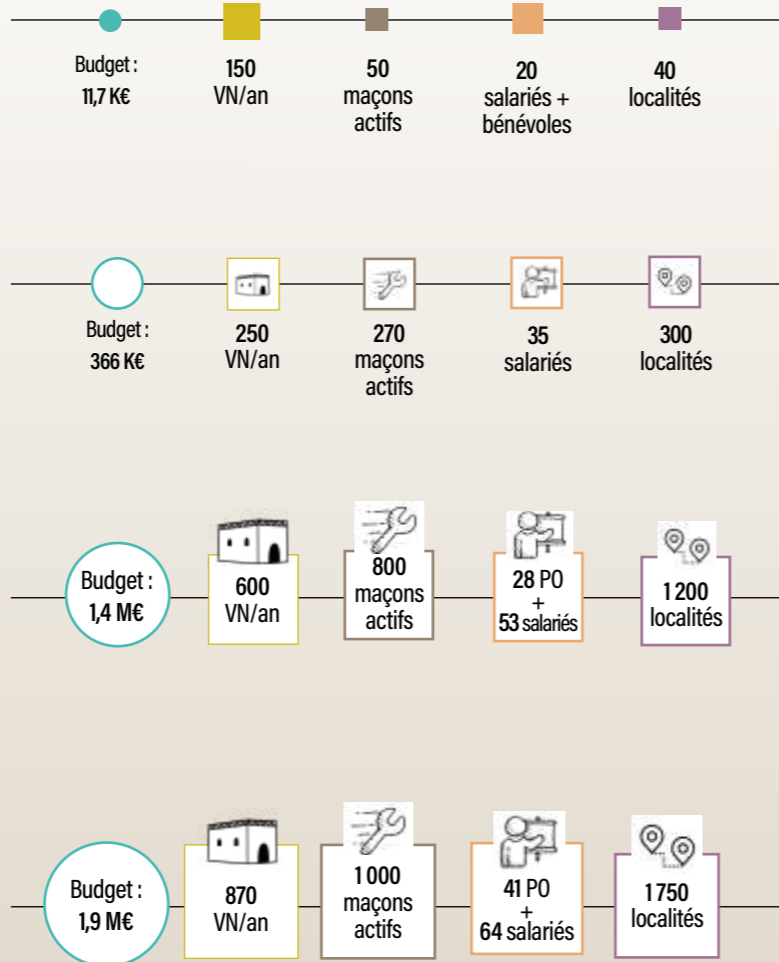 Budget :
11,7 K€
150
VN/an
50
maçons
actifs
20
salariés +
bénévoles
40
localités
Budget :
366 K€
250
VN/an
270
maçons
actifs
35
salariés
300
localités
Budget :
1,4 M€
600
VN/an
800
maçons
actifs
28 PO
+
53 salariés
1 200
localités
Budget :
1,9 M€
870
VN/an
1 000
maçons
actifs
41 PO
+
64 salariés
1 750
localités